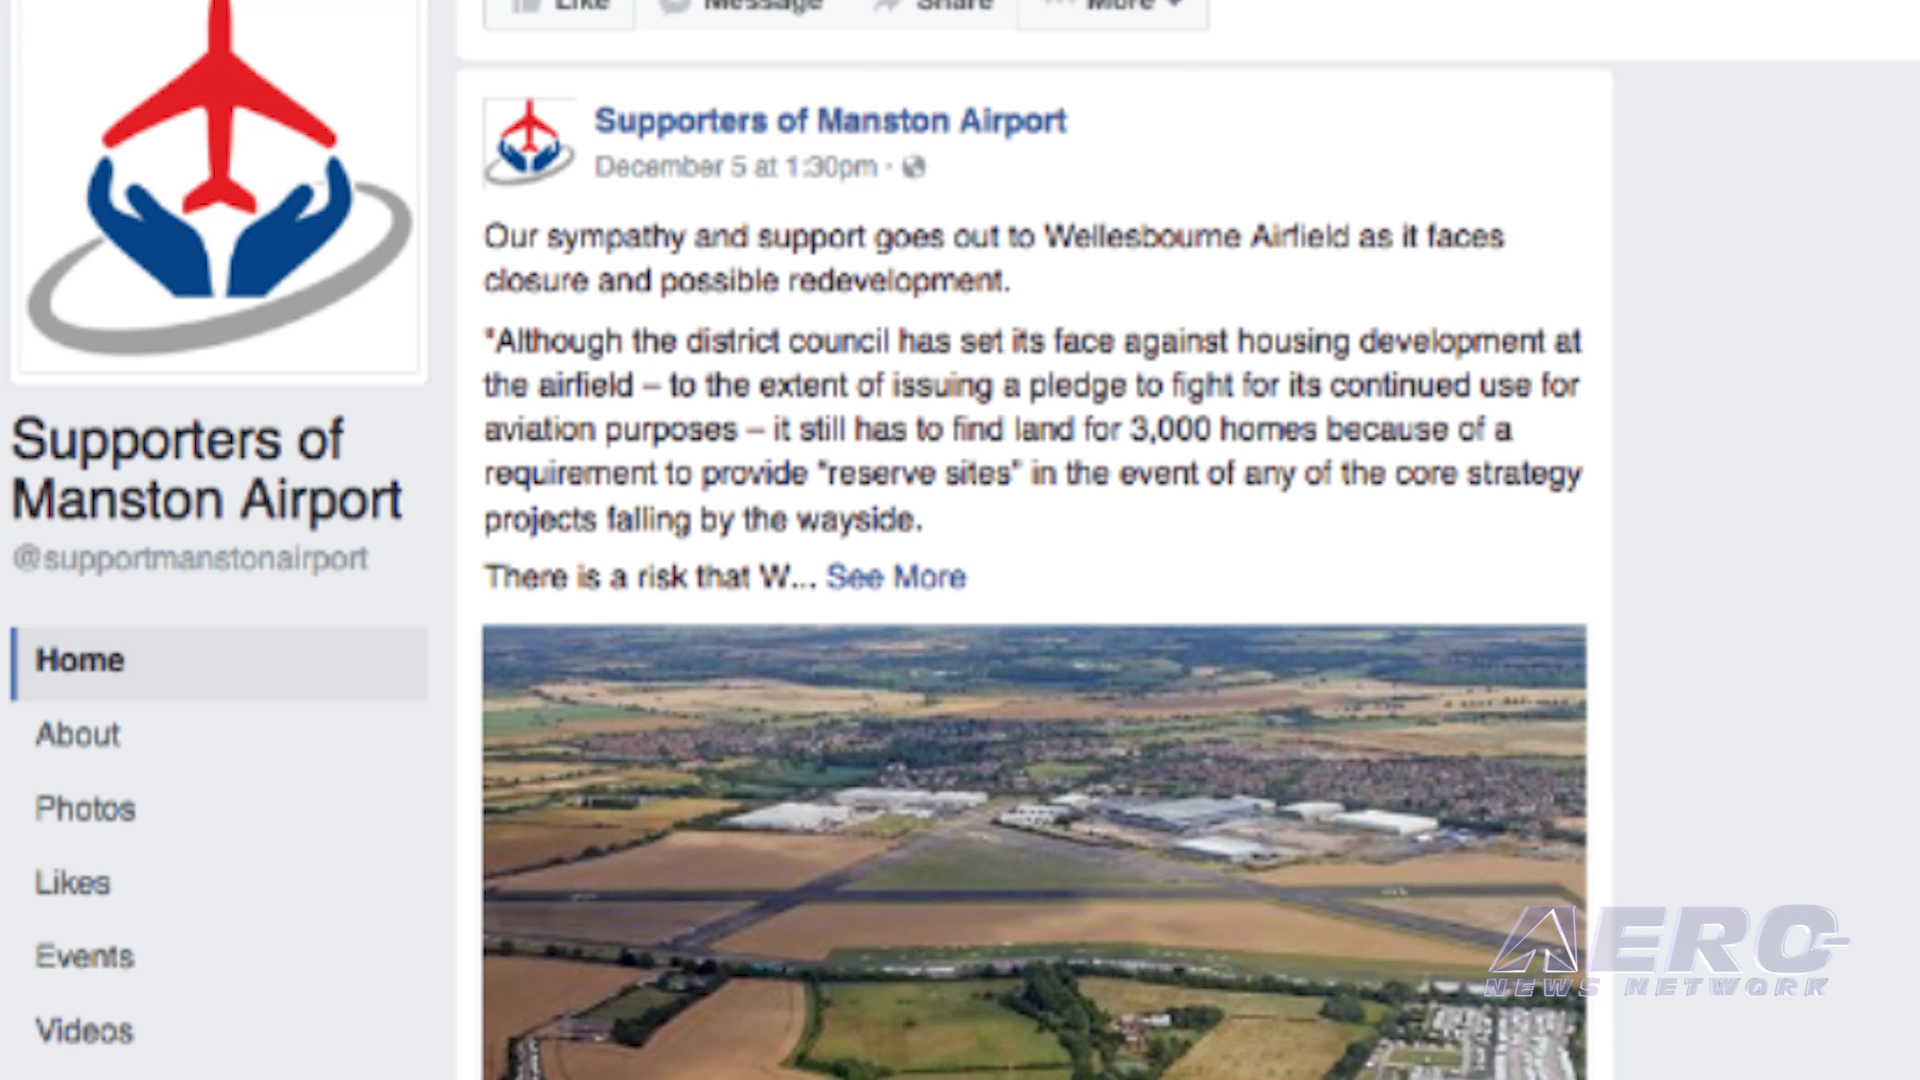 Like Message Share More
Supporters of Manston Airport
December 5 at 1:30pm ·
Our sympathy and support goes out to Wellesbourne Airfield as it faces
closure and possible redevelopment.
"Although the district council has set its face against housing development at
the airfield – to the extent of issuing a pledge to fight for its continued use for
aviation purposes – it still has to find land for 3,000 homes because of a
requirement to provide "reserve sites" in the event of any of the core strategy
projects falling by the wayside.
There is a risk that W... See More
Supporters of
Manston Airport
@supportmanstonairport
Home
About
Photos
Likes
Events
Videos
AERO-
NEWS NETWORK